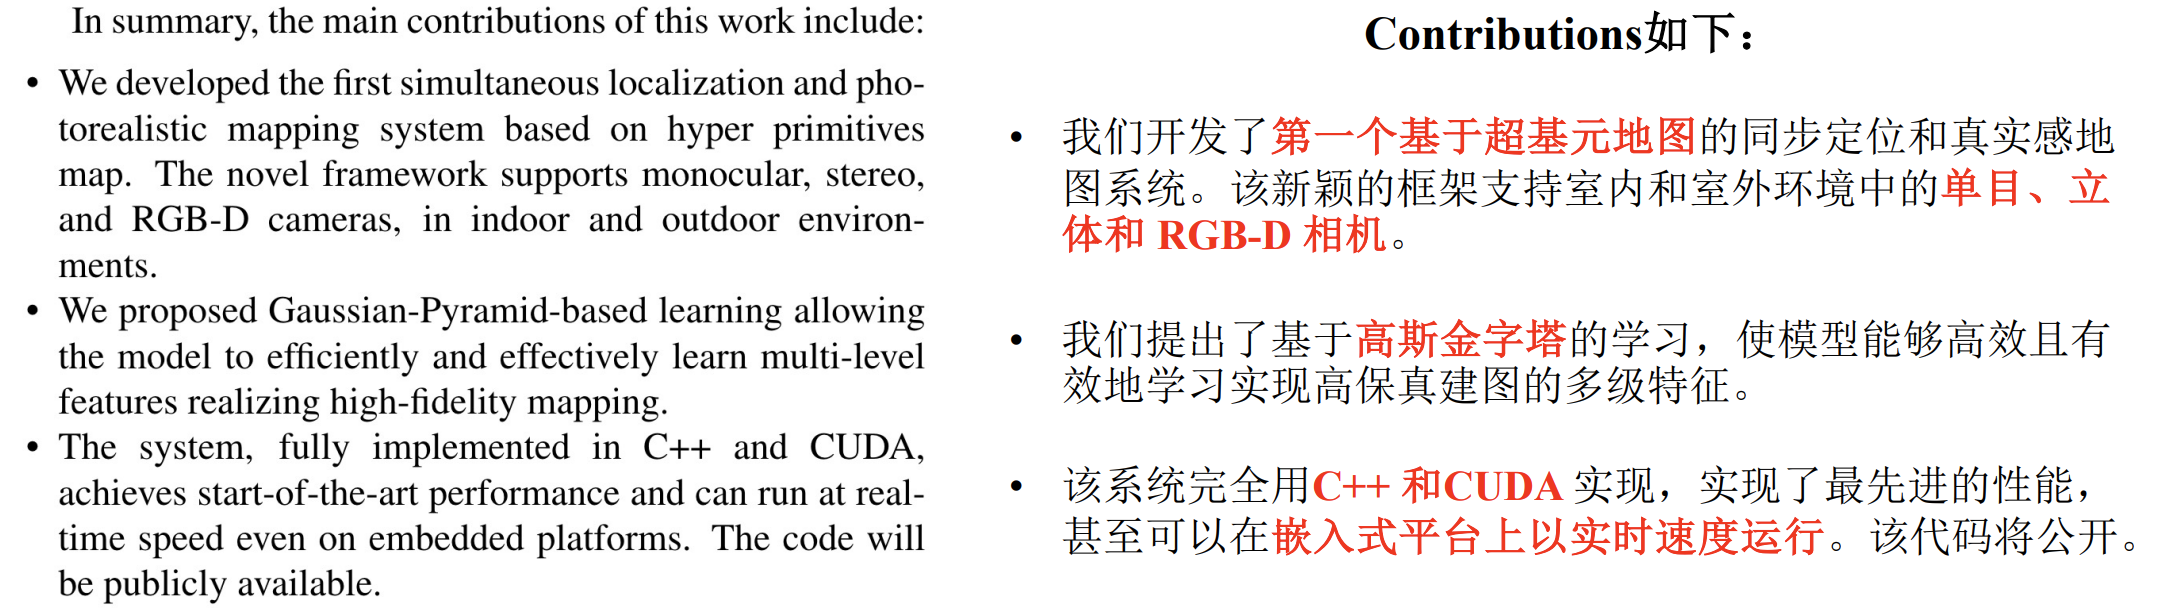 In summary, the main contributions of this work include:
• We developed the first simultaneous localization and pho-
torealistic mapping system based on hyper primitives
map. The novel framework supports monocular, stereo,
and RGB-D cameras, in indoor and outdoor environ-
ments.
• We proposed Gaussian-Pyramid-based learning allowing
the model to efficiently and effectively learn multi-level
features realizing high-fidelity mapping.
• The system, fully implemented in C++ and CUDA,
achieves start-of-the-art performance and can run at real-
time speed even on embedded platforms. The code will
be publicly available.
Contributions如下：
• 我们开发了第一个基于超基元地图的同步定位和真实感地
图系统。该新颖的框架支持室内和室外环境中的单目、立
体和 RGB-D 相机。
• 我们提出了基于高斯金字塔的学习，使模型能够高效且有
效地学习实现高保真建图的多级特征。
• 该系统完全用C++ 和CUDA 实现，实现了最先进的性能，
甚至可以在嵌入式平台上以实时速度运行。该代码将公开。